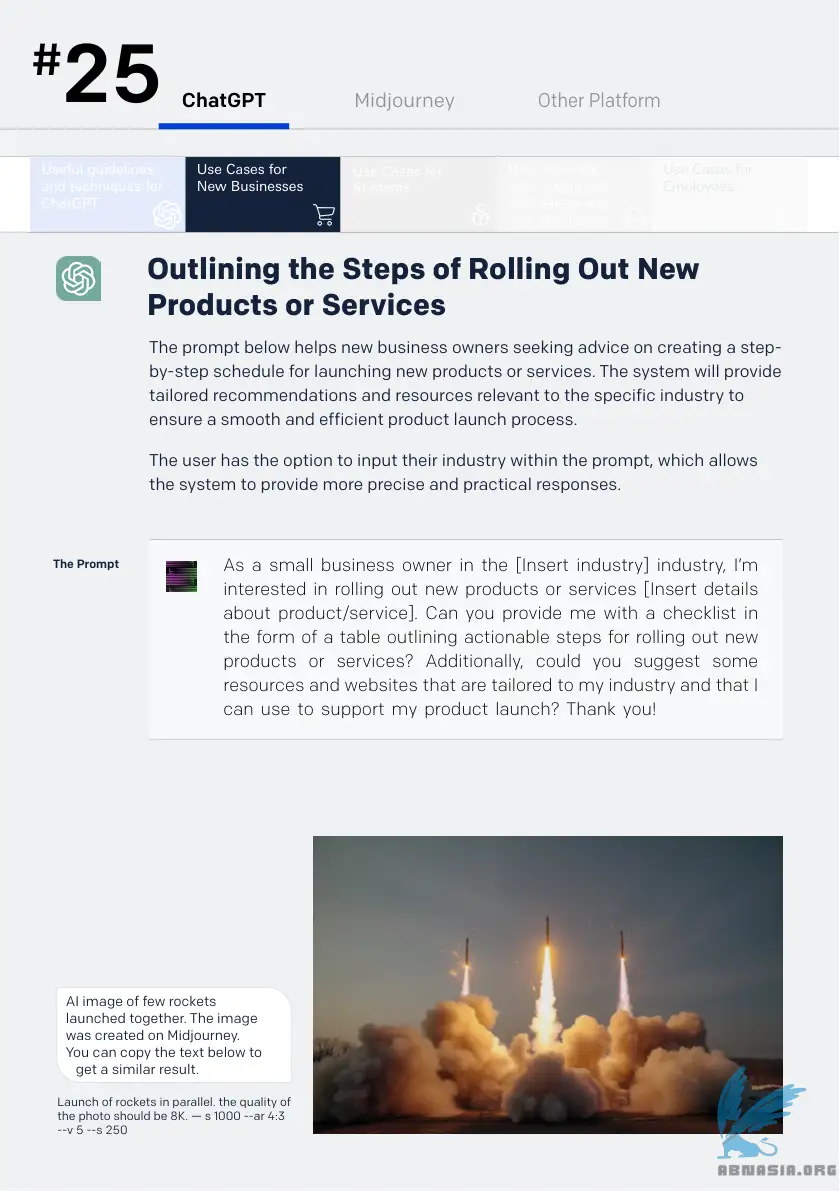 #25
ChatGPT
Midjourney
Other Platform
Useful guidelines
and techniques for
ChatGPT
Use Cases for
New Businesses
Use Cases for
Students
Use Cases for
Employees
Outlining the Steps of Rolling Out New
Products or Services
The prompt below helps new business owners seeking advice on creating a step-
by-step schedule for launching new products or services. The system will provide
tailored recommendations and resources relevant to the specific industry to
ensure a smooth and efficient product launch process.
The user has the option to input their industry within the prompt, which allows
the system to provide more precise and practical responses.
The Prompt
As a small business owner in the [Insert industry] industry, I’m
interested in rolling out new products or services [Insert details
about product/service]. Can you provide me with a checklist in
the form of a table outlining actionable steps for rolling out new
products or services? Additionally, could you suggest some
resources and websites that are tailored to my industry and that I
can use to support my product launch? Thank you!
AI image of few rockets
launched together. The image
was created on Midjourney.
You can copy the text below to
get a similar result.
Launch of rockets in parallel. the quality of
the photo should be 8K. — s 1000 --ar 4:3
--v 5 --s 250
ABNASIA.ORG